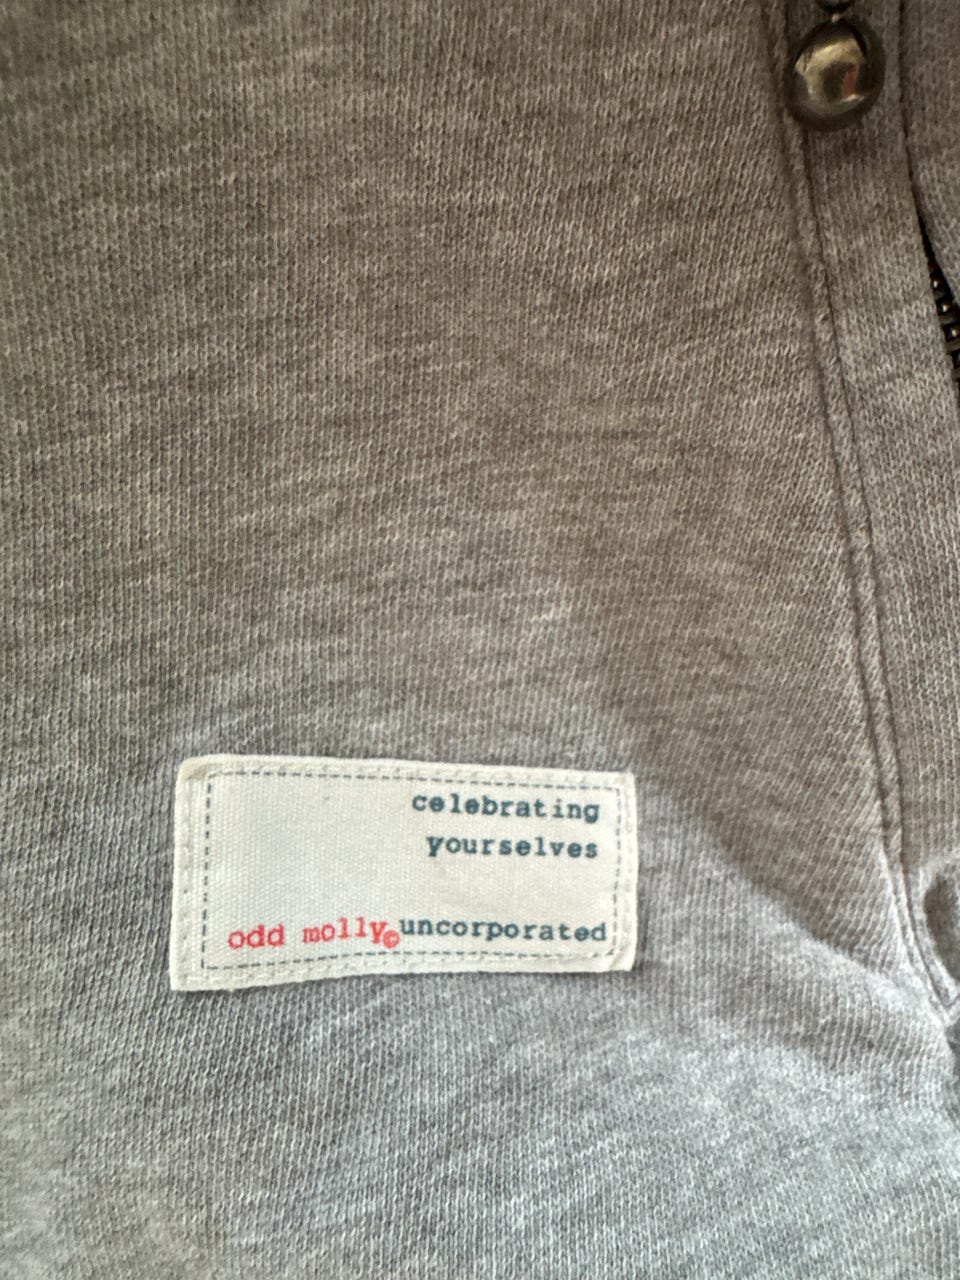 celebrating
yourselves
odd molly©uncorporated